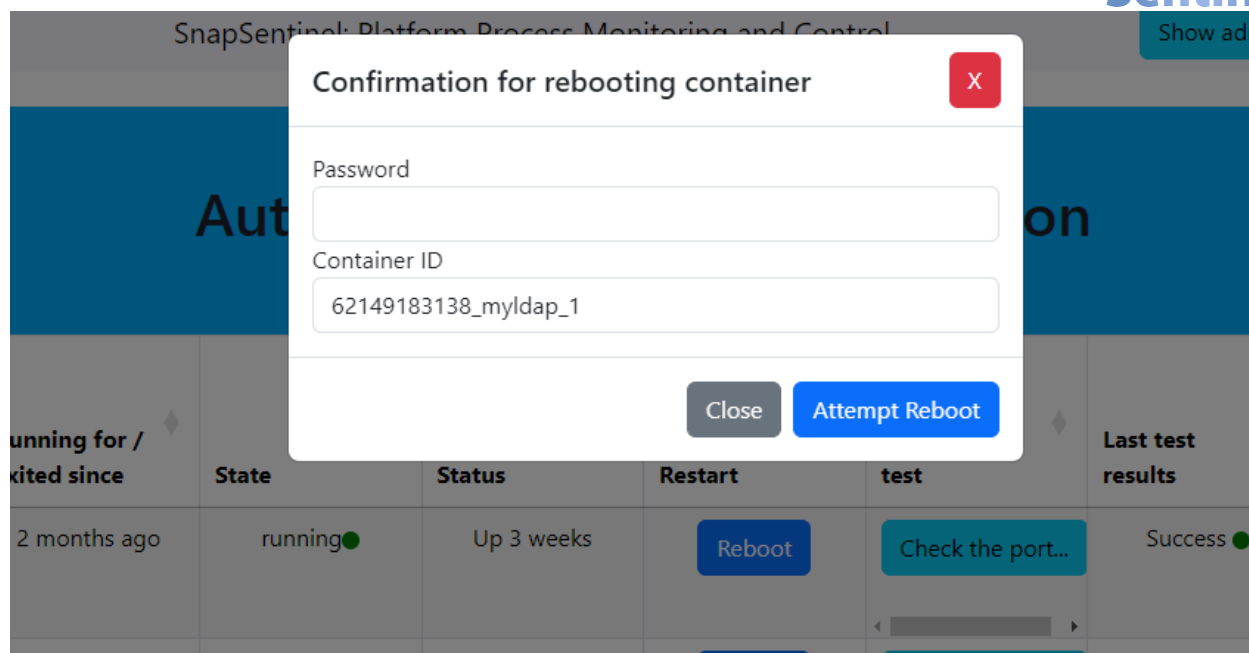 SnapSentinel: Platform Process Monitoring and Control
Show ad
Confirmation for rebooting container
X
Password
Aut
on
Container ID
62149183138_myldap_1
Close
Attempt Reboot
unning for /
xited since
State
Status
Restart
test
Last test
results
2 months ago
running
Up 3 weeks
Reboot
Check the port...
Success